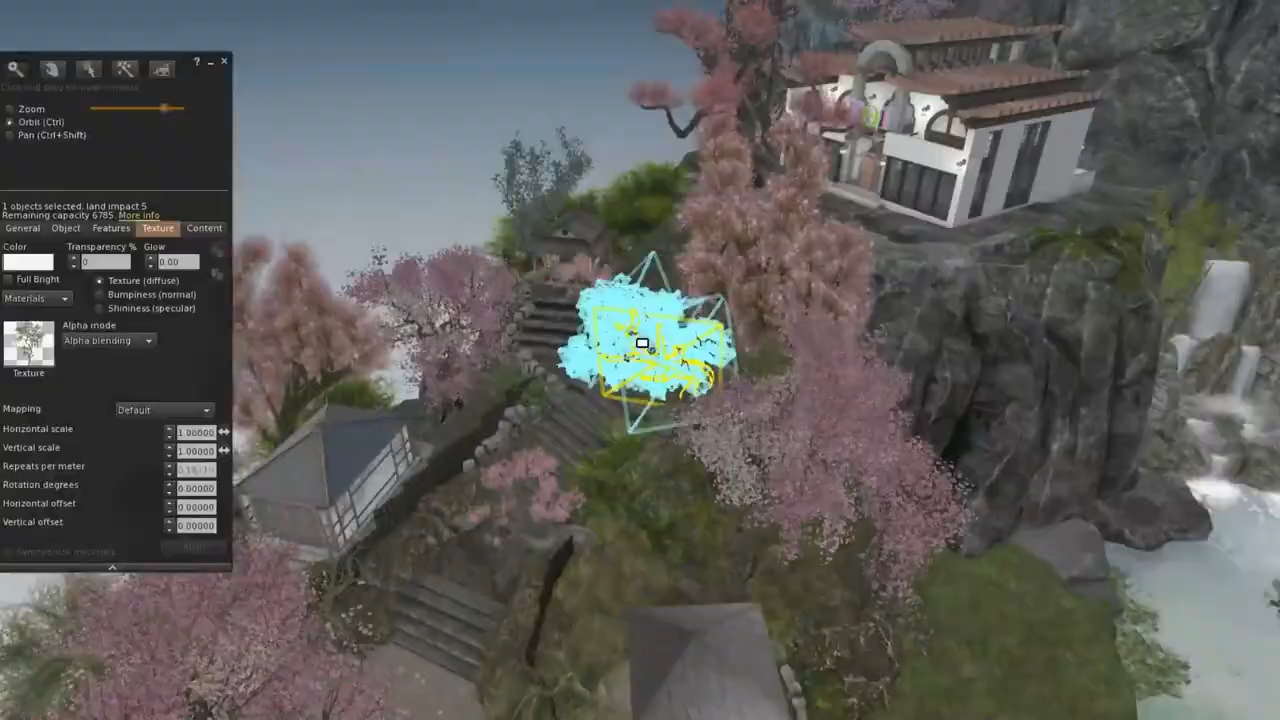 ? _ ×
Zoom
Orbit (Ctrl)
Pan (Ctrl+Shift)
1 objects selected, land impact 5
Remaining capacity 6785. More info
General Object Features Texture Content
Color Transparency % Glow
0 0.00
Full Bright
Texture (diffuse)
Bumpiness (normal)
Materials
Shininess (specular)
Alpha mode
Alpha blending
Texture
Mapping Default
Horizontal scale 1.00000
Vertical scale 1.00000
Repeats per meter
Rotation degrees 0.00000
Horizontal offset 0.00000
Vertical offset 0.00000